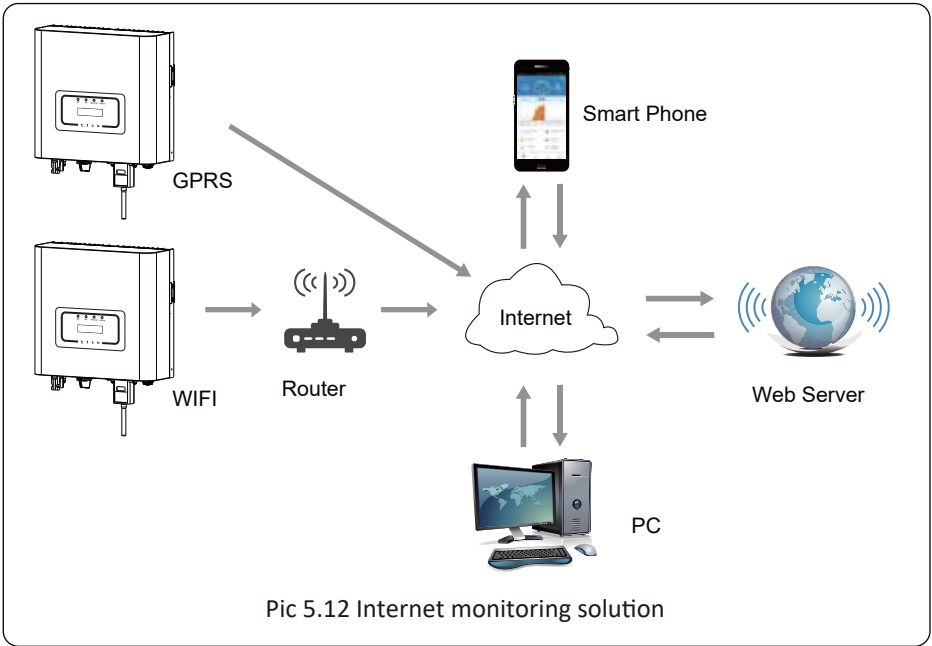 Smart Phone
GPRS
Internet
WIFI
Router
Web Server
PC
Pic 5.12 Internet monitoring solution